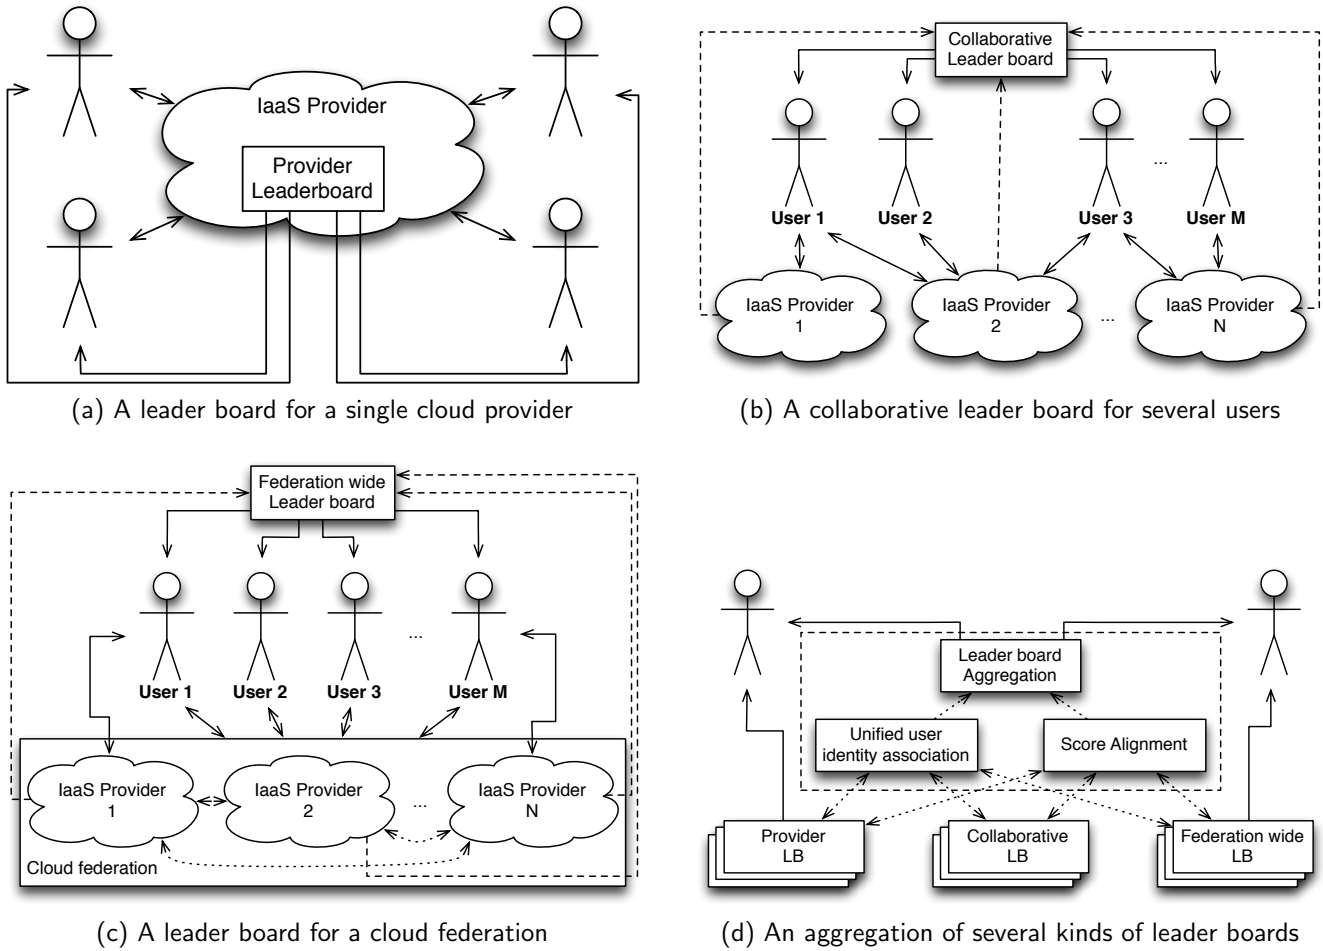 IaaS Provider
Provider
Leaderboard
(a) A leader board for a single cloud provider
Collaborative
Leader board
...
User 1
User 2
User 3
User M
IaaS Provider
1
IaaS Provider
2
...
IaaS Provider
N
(b) A collaborative leader board for several users
Federation wide
Leader board
...
User 1
User 2
User 3
User M
IaaS Provider
1
IaaS Provider
2
...
IaaS Provider
N
Cloud federation
(c) A leader board for a cloud federation
Leader board
Aggregation
Unified user
identity association
Score Alignment
Provider
LB
Collaborative
LB
Federation wide
LB
(d) An aggregation of several kinds of leader boards